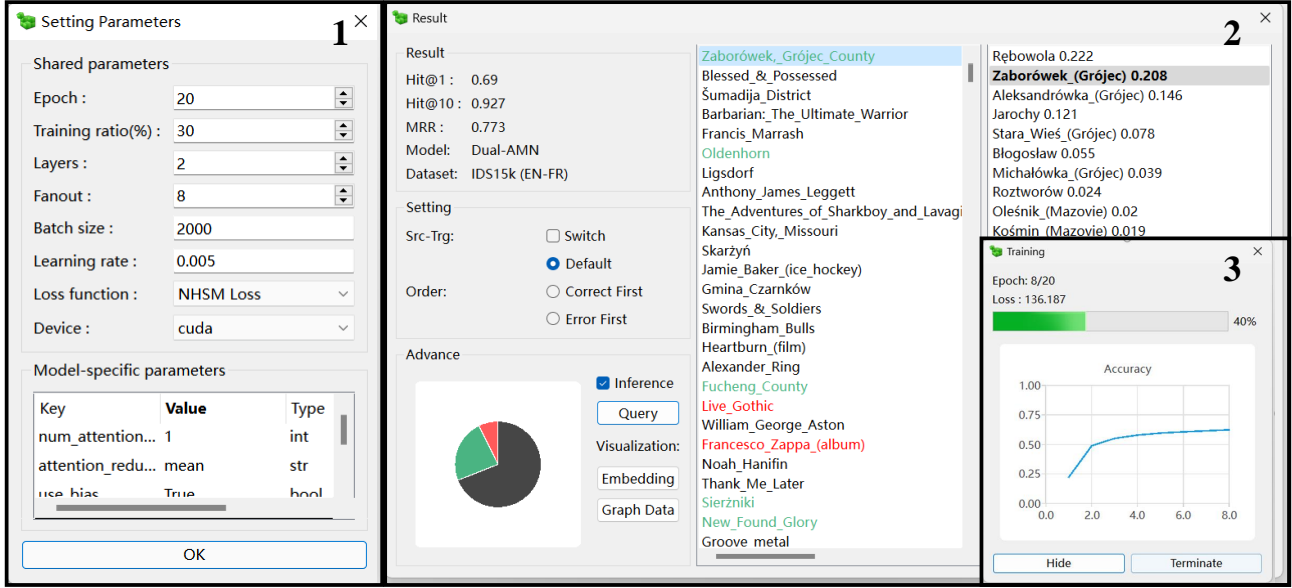 Setting Parameters
1
Shared parameters
Epoch : 20
Training ratio(%) : 30
Layers : 2
Fanout : 8
Batch size : 2000
Learning rate : 0.005
Loss function : NHSM Loss
Device : cuda
Model-specific parameters
Key Value Type
num_attention... 1 int
attention_redu... mean str
use_bias True bool
OK
Result
2
Result
Hit@1 : 0.69
Hit@10 : 0.927
MRR : 0.773
Model: Dual-AMN
Dataset: IDS15k (EN-FR)
Setting
Src-Trg: Switch
Order:
Default
Correct First
Error First
Advance
Inference
Query
Visualization:
Embedding
Graph Data
Zaborówek,_Grójec_County
Blessed_&_Possessed
Šumadija_District
Barbarian:_The_Ultimate_Warrior
Francis_Marrash
Oldenhorn
Ligsdorf
Anthony_James_Leggett
The_Adventures_of_Sharkboy_and_Lavagi
Kansas_City,_Missouri
Skarżyń
Jamie_Baker_(ice_hockey)
Gmina_Czarnków
Swords_&_Soldiers
Birmingham_Bulls
Heartburn_(film)
Alexander_Ring
Fucheng_County
Live_Gothic
William_George_Aston
Francesco_Zappa_(album)
Noah_Hanifin
Thank_Me_Later
Sierżniki
New_Found_Glory
Groove_metal
Rębowola 0.222
Zaborówek_(Grójec) 0.208
Aleksandrówka_(Grójec) 0.146
Jarochy 0.121
Stara_Wieś_(Grójec) 0.078
Błogosław 0.055
Michałówka_(Grójec) 0.039
Roztworów 0.024
Oleśnik_(Mazovie) 0.02
Kośmin_(Mazovie) 0.019
Training
3
Epoch: 8/20
Loss : 136.187
40%
Accuracy
1.00
0.75
0.50
0.25
0.00
0.0 2.0 4.0 6.0 8.0
Hide
Terminate